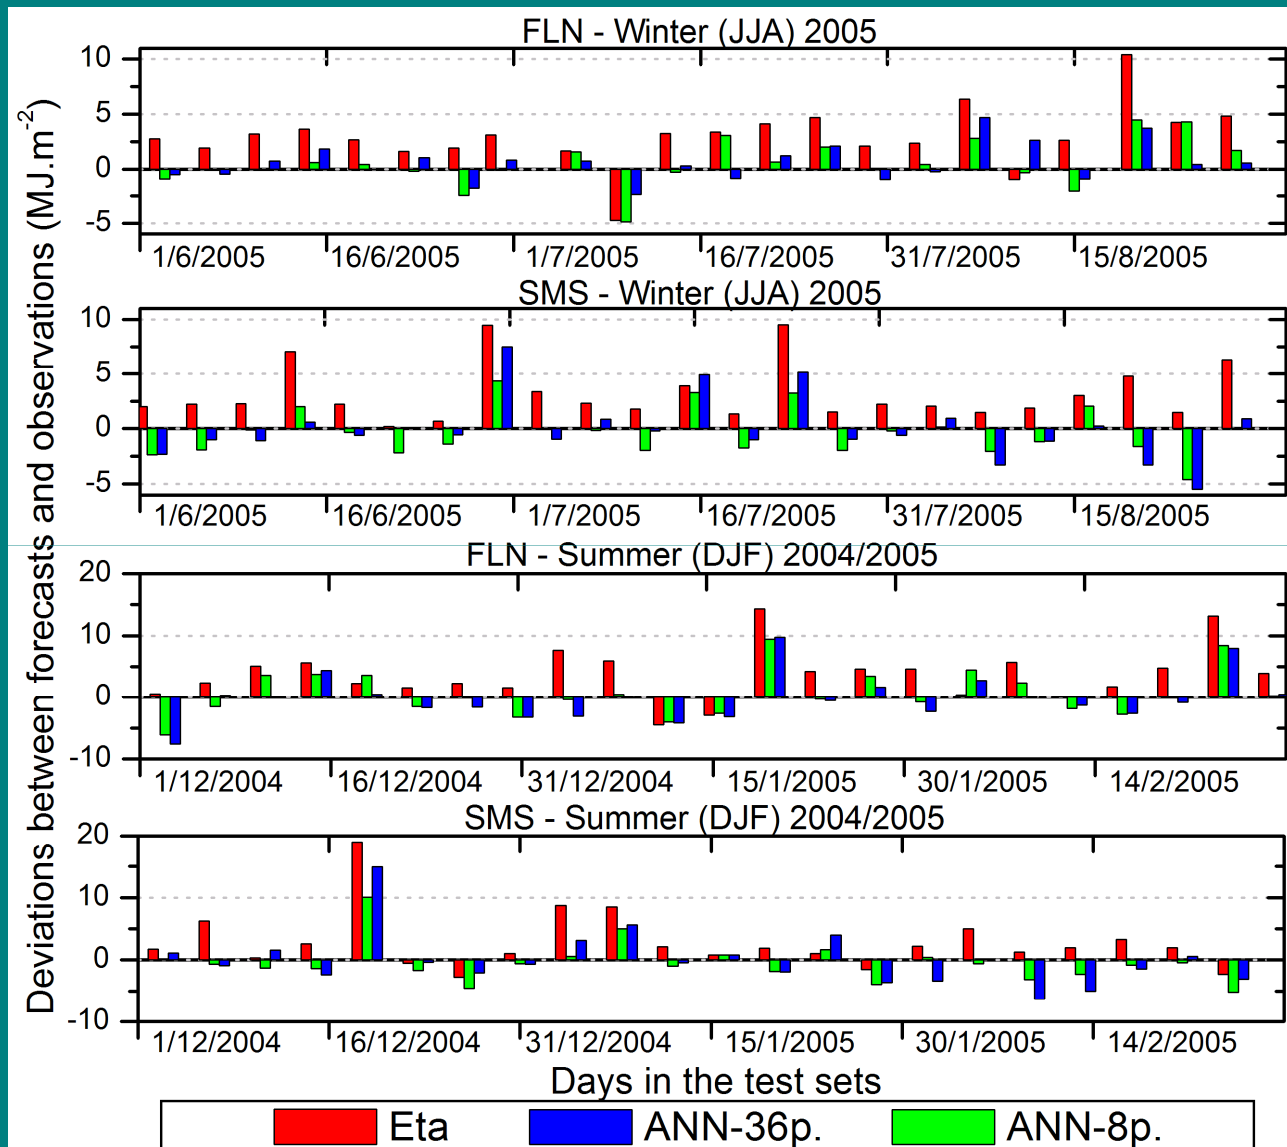 Deviations between forecasts and observations (MJ.m-2)
FLN - Winter (JJA) 2005
10
5
0
-5
1/6/2005 16/6/2005 1/7/2005 16/7/2005 31/7/2005 15/8/2005
SMS - Winter (JJA) 2005
10
5
0
-5
1/6/2005 16/6/2005 1/7/2005 16/7/2005 31/7/2005 15/8/2005
FLN - Summer (DJF) 2004/2005
20
10
0
-10
1/12/2004 16/12/2004 31/12/2004 15/1/2005 30/1/2005 14/2/2005
SMS - Summer (DJF) 2004/2005
20
10
0
-10
1/12/2004 16/12/2004 31/12/2004 15/1/2005 30/1/2005 14/2/2005
Days in the test sets
Eta ANN-36p. ANN-8p.